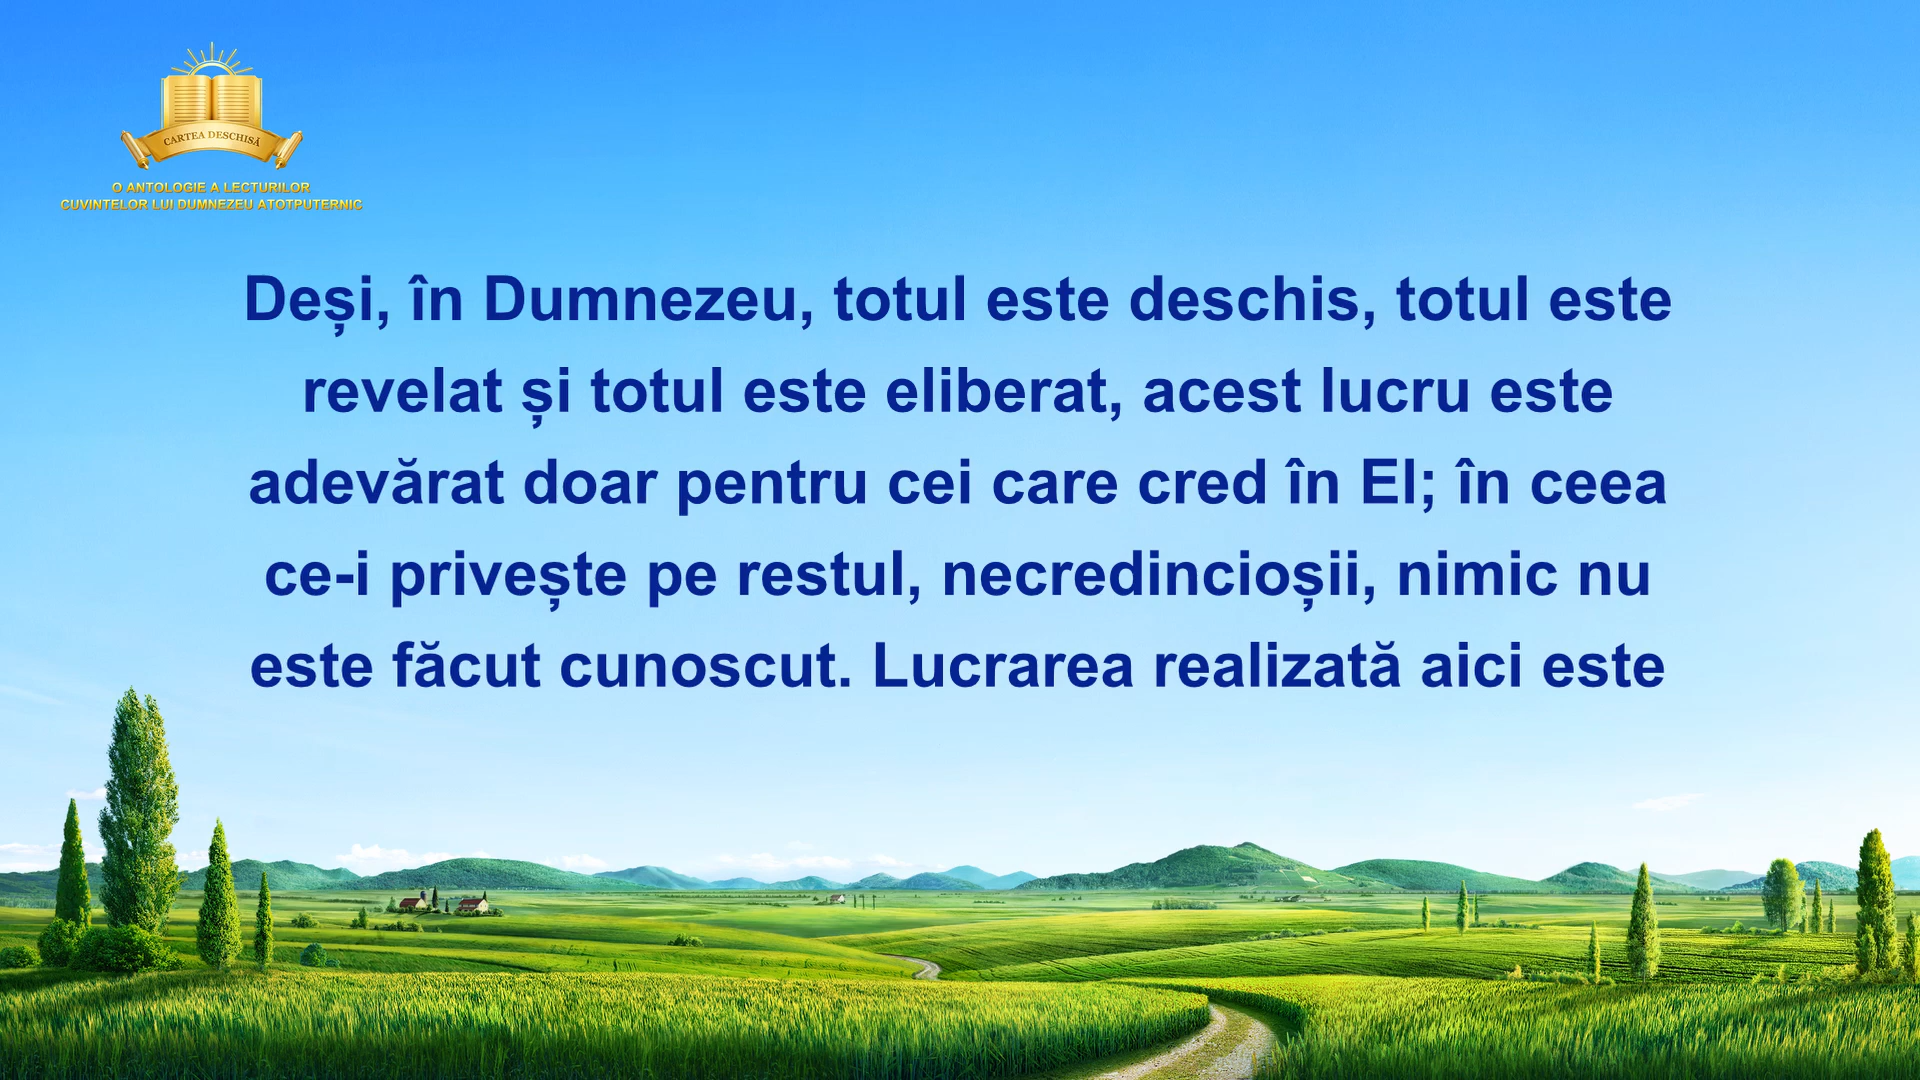 CARTEA DESCHISĂ
O ANTOLOGIE A LECTURILOR
CUVINTELOR LUI DUMNEZEU ATOTPUTERNIC
Deși, în Dumnezeu, totul este deschis, totul este
revelat și totul este eliberat, acest lucru este
adevărat doar pentru cei care cred în El; în ceea
ce-i privește pe restul, necredincioșii, nimic nu
este făcut cunoscut. Lucrarea realizată aici este